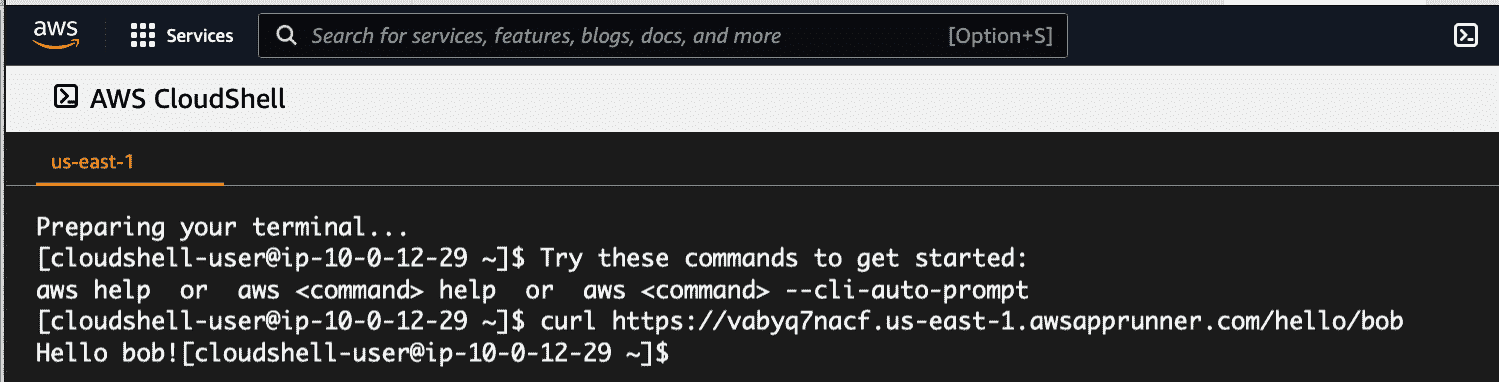 aws Services Search for services, features, blogs, docs, and more [Option+S]
AWS CloudShell
us-east-1
Preparing your terminal...
[cloudshell-user@ip-10-0-12-29 ~]$ Try these commands to get started:
aws help  or  aws <command> help  or  aws <command> --cli-auto-prompt
[cloudshell-user@ip-10-0-12-29 ~]$ curl https://vabyq7nacf.us-east-1.awsapprunner.com/hello/bob
Hello bob![cloudshell-user@ip-10-0-12-29 ~]$